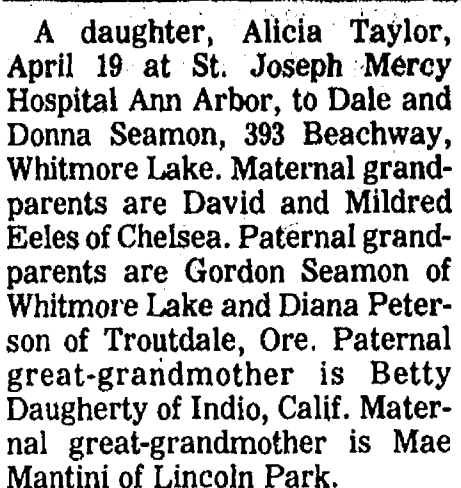 A daughter, Alicia Taylor,
April 19 at St. Joseph Mercy
Hospital Ann Arbor, to Dale and
Donna Seamon, 393 Beachway,
Whitmore Lake. Maternal grand-
parents are David and Mildred
Eeles of Chelsea. Paternal grand-
parents are Gordon Seamon of
Whitmore Lake and Diana Peter-
son of Troutdale, Ore. Paternal
great-grandmother is Betty
Daugherty of Indio, Calif. Mater-
nal great-grandmother is Mae
Mantini of Lincoln Park.